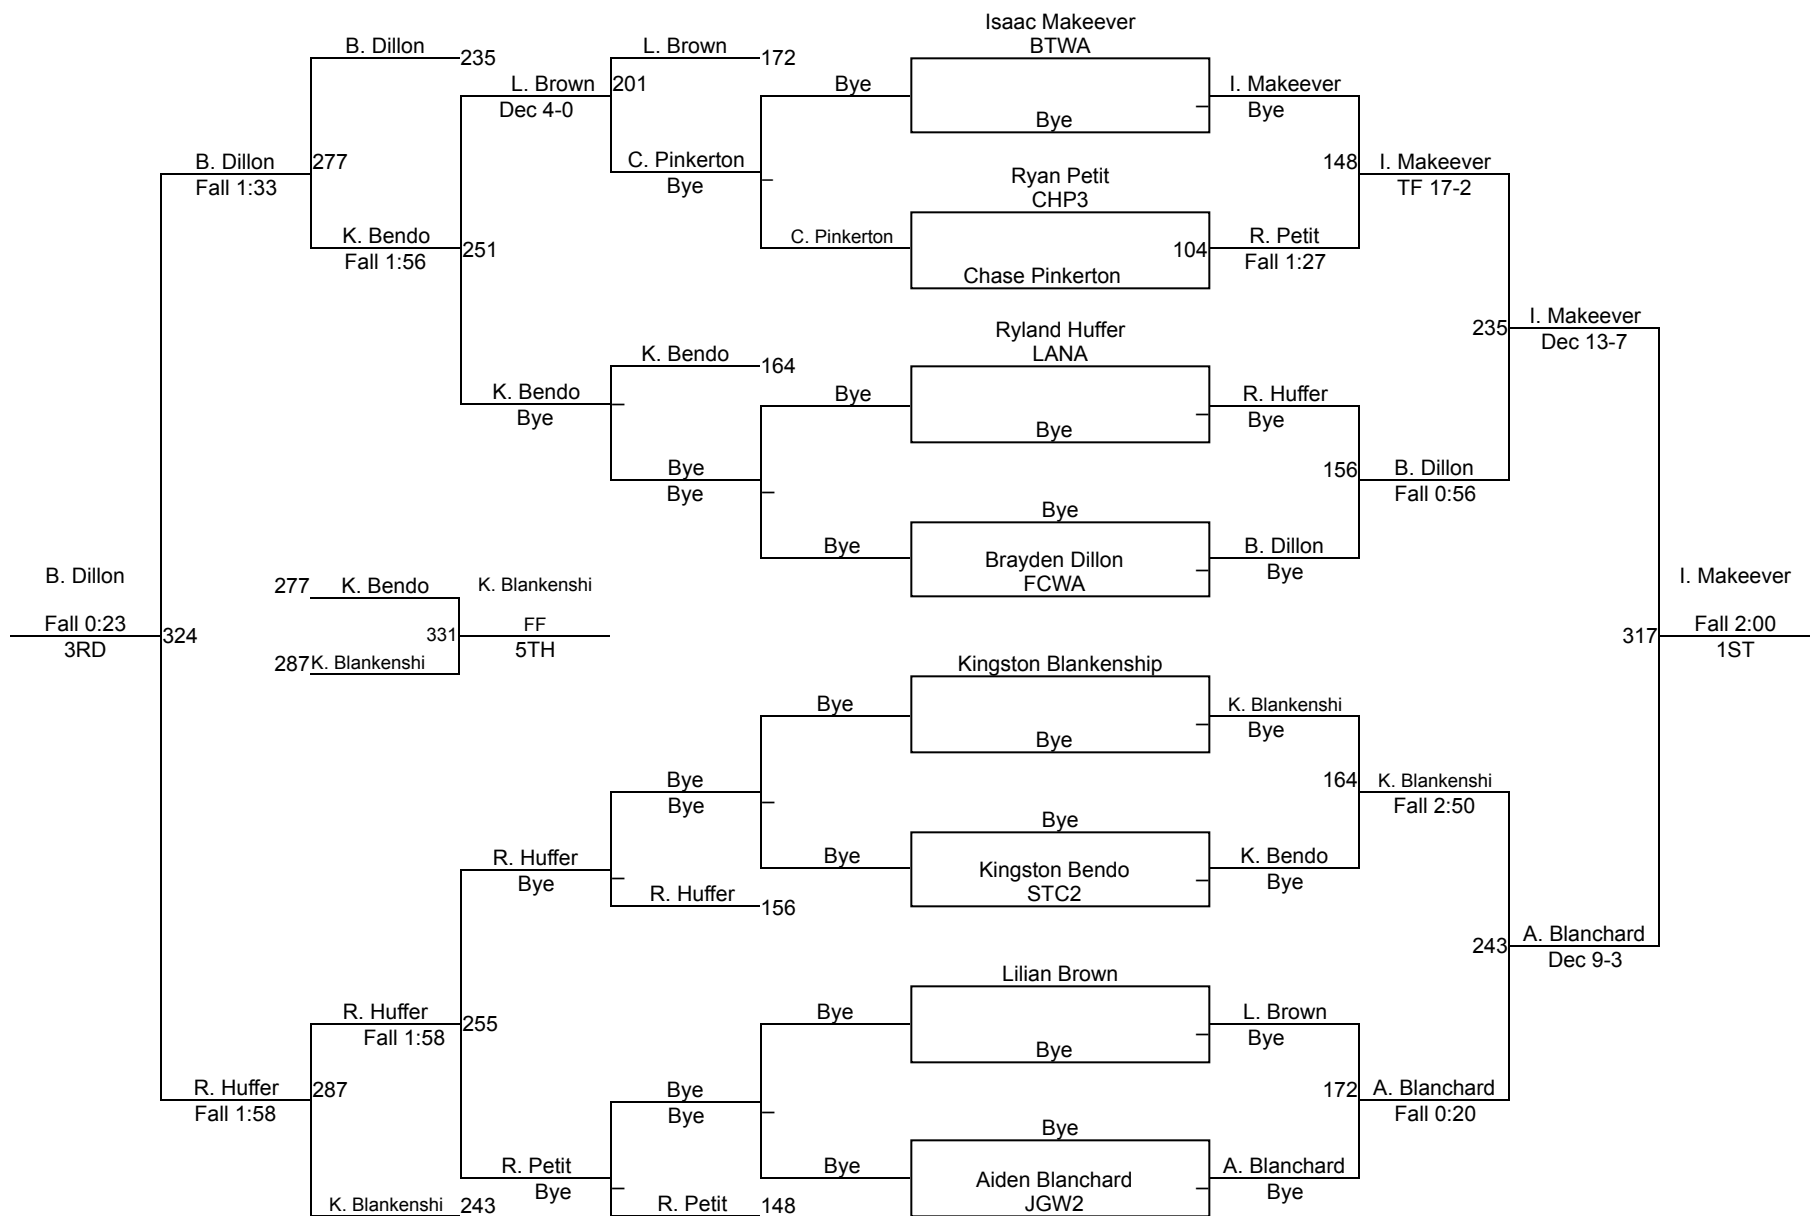 Isaac Makeever
BTWA
B. Dillon
235
L. Brown
172
L. Brown
201
Dec 4-0
Bye
I. Makeever
Bye
Bye
B. Dillon
277
Fall 1:33
C. Pinkerton
Bye
Ryan Petit
CHP3
148
I. Makeever
TF 17-2
K. Bendo
251
Fall 1:56
C. Pinkerton
104
R. Petit
Fall 1:27
Chase Pinkerton
Ryland Huffer
LANA
235
I. Makeever
Dec 13-7
K. Bendo
164
K. Bendo
Bye
Bye
R. Huffer
Bye
Bye
Bye
Bye
156
B. Dillon
Fall 0:56
Bye
Bye
Brayden Dillon
FCWA
B. Dillon
Bye
B. Dillon
Fall 0:23
3RD
324
277
K. Bendo
K. Blankenshi
331
FF
5TH
287
K. Blankenshi
I. Makeever
317
Fall 2:00
1ST
Kingston Blankenship
Bye
K. Blankenshi
Bye
Bye
Bye
Bye
164
K. Blankenshi
Fall 2:50
Bye
R. Huffer
Bye
Bye
Kingston Bendo
STC2
K. Bendo
Bye
R. Huffer
156
243
A. Blanchard
Dec 9-3
Lilian Brown
R. Huffer
255
Fall 1:58
Bye
L. Brown
Bye
Bye
R. Huffer
287
Fall 1:58
Bye
Bye
172
A. Blanchard
Fall 0:20
Bye
R. Petit
Bye
Bye
Aiden Blanchard
JGW2
A. Blanchard
Bye
K. Blankenshi
243
R. Petit
148